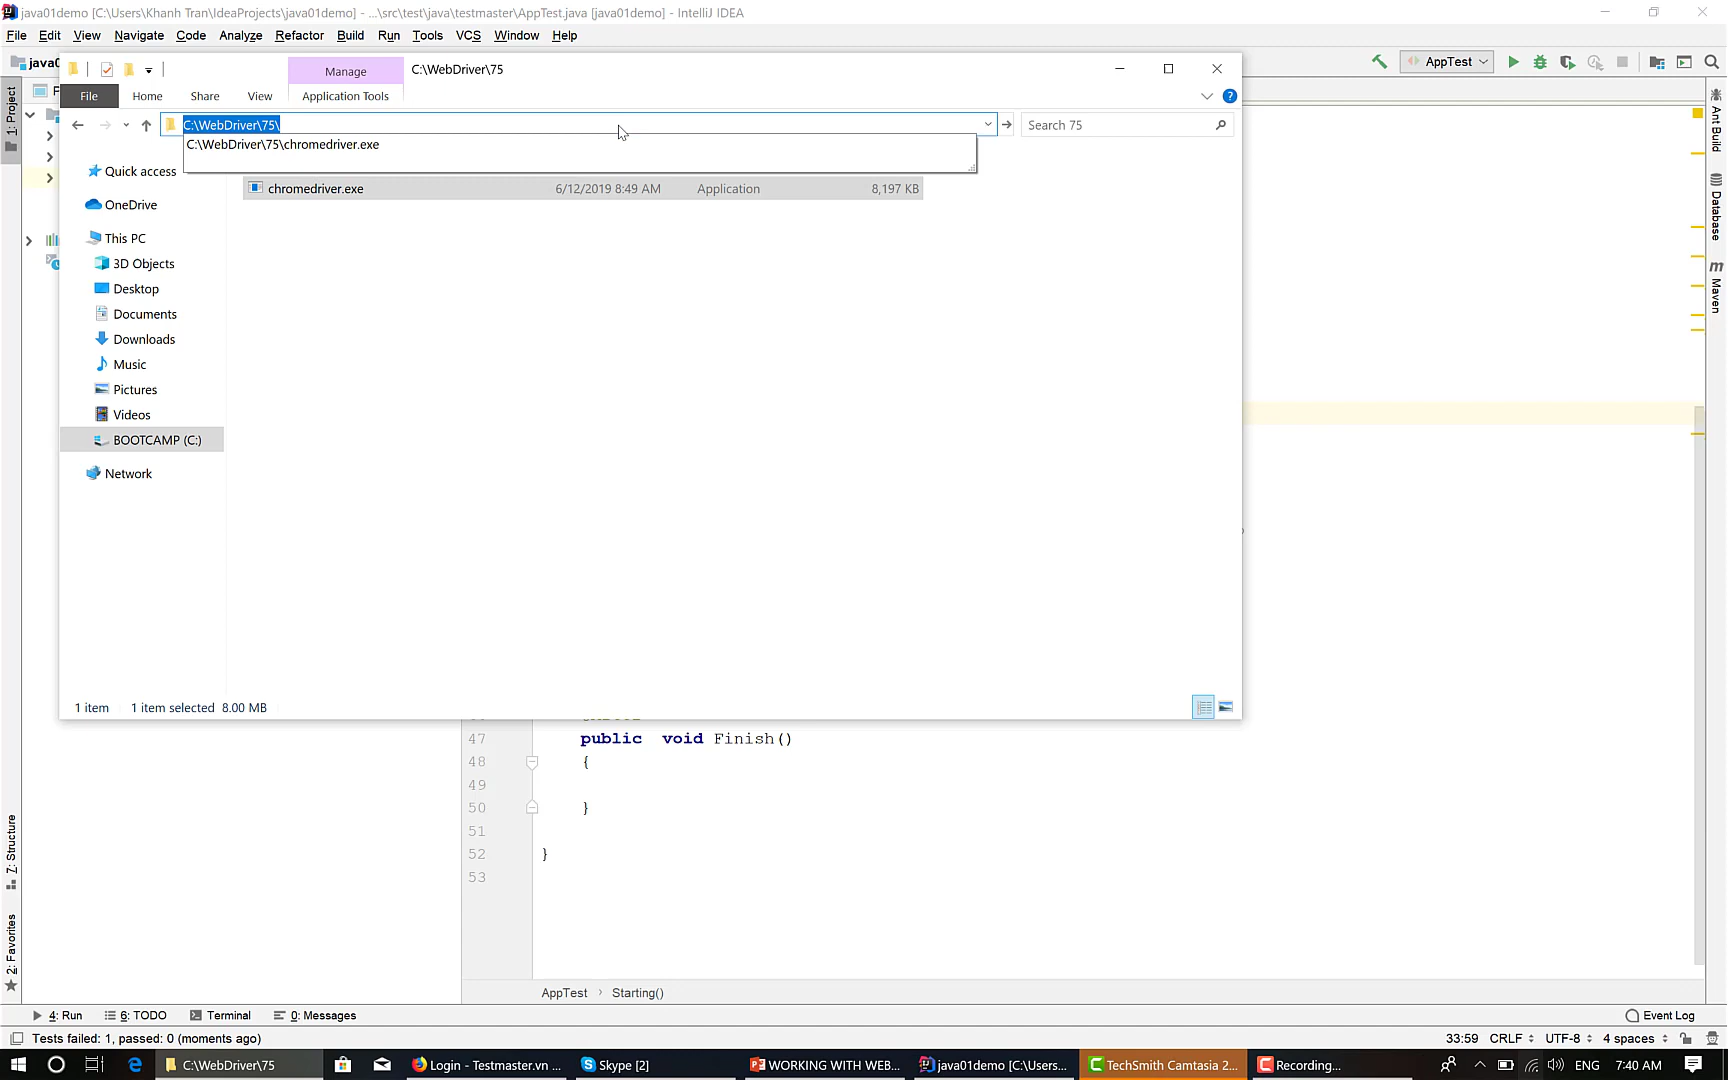 java01demo [C:\Users\Khanh Tran\IdeaProjects\java01demo] - ...\src\test\java\testmaster\AppTest.java [java01demo] - IntelliJ IDEA
File Edit View Navigate Code Analyze Refactor Build Run Tools VCS Window Help
AppTest
Manage C:\WebDriver\75
File Home Share View Application Tools
C:\WebDriver\75\ Search 75
C:\WebDriver\75\chromedriver.exe
Quick access
chromedriver.exe 6/12/2019 8:49 AM Application 8,197 KB
OneDrive
This PC
3D Objects
Desktop
Documents
Downloads
Music
Pictures
Videos
BOOTCAMP (C:)
Network
1 item 1 item selected 8.00 MB
1: Project
7: Structure
2: Favorites
Ant Build
Database
Maven
47 public void Finish()
48 {
49
50 }
51
52 }
53
AppTest › Starting()
4: Run 6: TODO Terminal 0: Messages Event Log
Tests failed: 1, passed: 0 (moments ago) 33:59 CRLF UTF-8 4 spaces
C:\WebDriver\75 Login - Testmaster.vn ... Skype [2] WORKING WITH WEB... java01demo [C:\Users... TechSmith Camtasia 2... Recording... ENG 7:40 AM